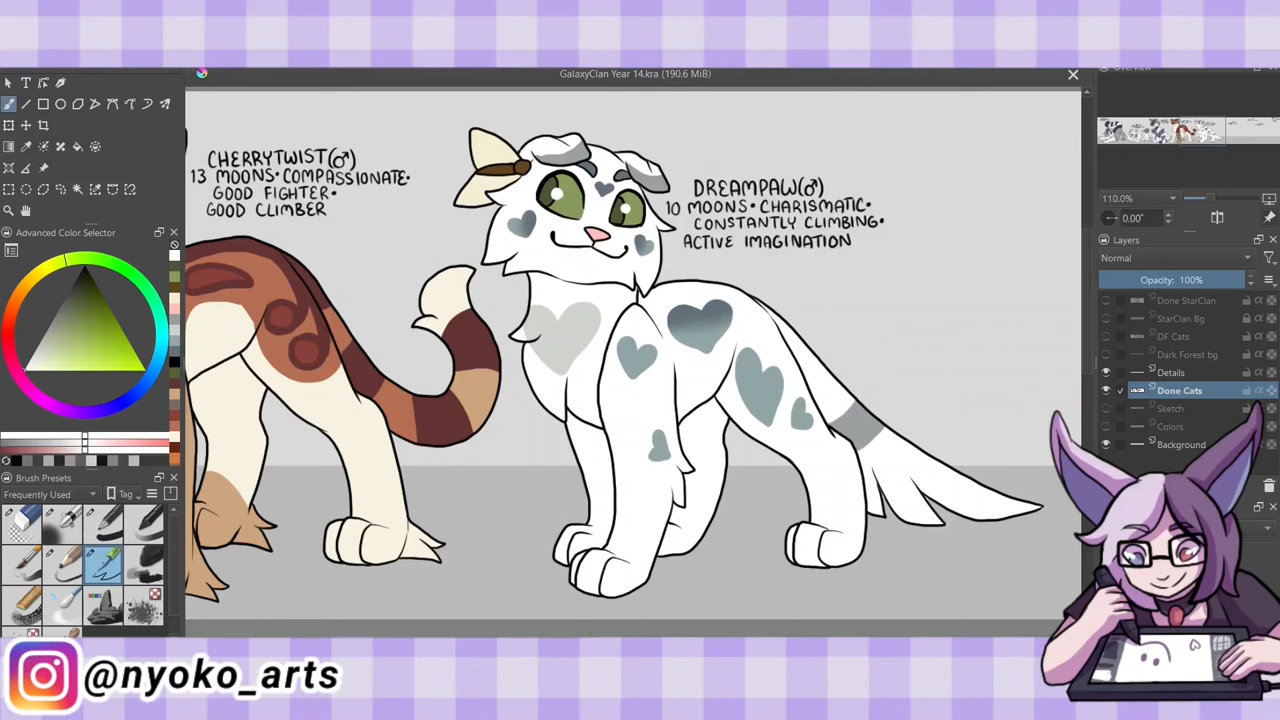 GalaxyClan Year 14.kra (190.6 MiB)
CHERRYTWIST(♂)
13 MOONS• COMPASSIONATE•
GOOD FIGHTER•
GOOD CLIMBER
DREAMPAW(♂)
10 MOONS• CHARISMATIC•
CONSTANTLY CLIMBING•
ACTIVE IMAGINATION
Advanced Color Selector
Brush Presets
Frequently Used
Tag
110.0%
0.00°
Layers
Normal
Opacity: 100%
Done StarClan
StarClan Bg
DF Cats
Dark Forest bg
Details
Done Cats
Sketch
Colors
Background
@nyoko_arts